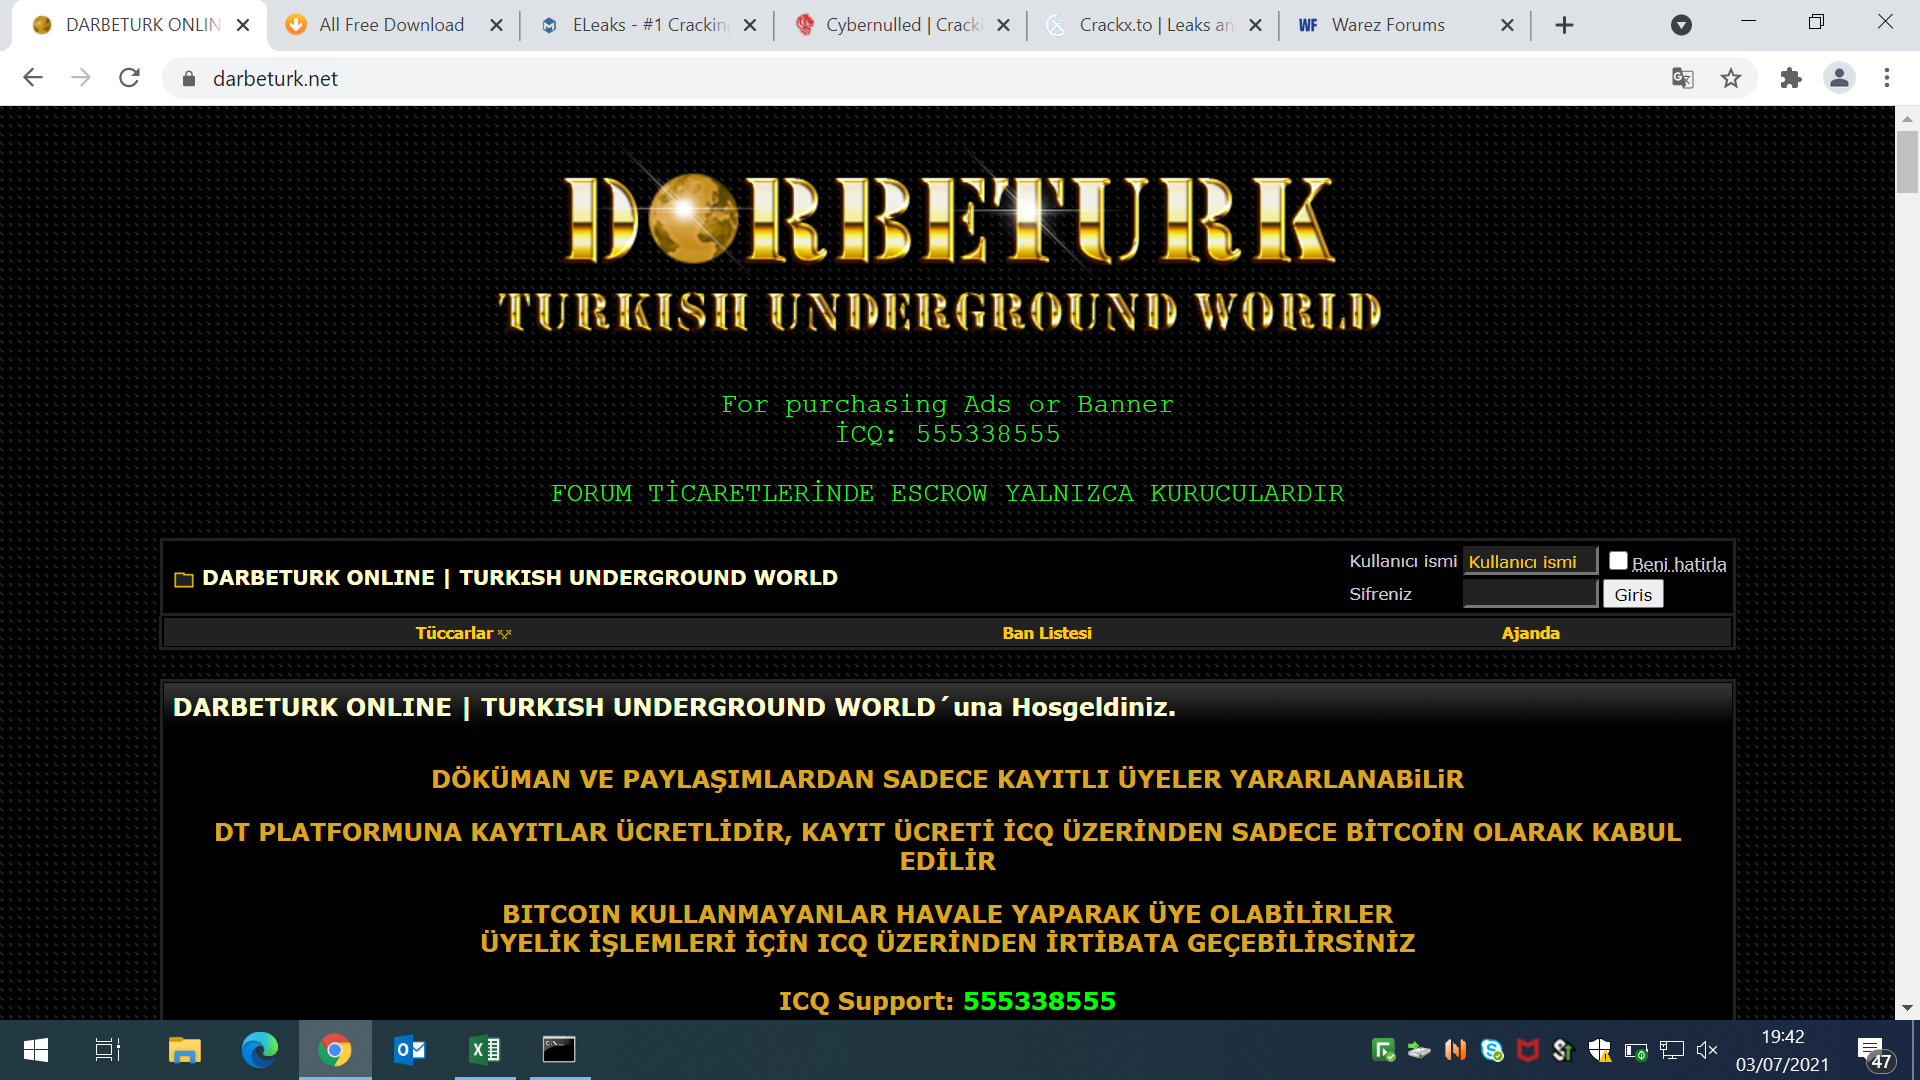 DARBETURK ONLIN
All Free Download
ELeaks - #1 Cracking
Cybernulled | Cracki
Crackx.to | Leaks an
WF Warez Forums
darbeturk.net
DARBETURK
TURKISH UNDERGROUND WORLD
For purchasing Ads or Banner
İCQ: 555338555
FORUM TİCARETLERİNDE ESCROW YALNIZCA KURUCULARDIR
DARBETURK ONLINE | TURKISH UNDERGROUND WORLD
Kullanıcı ismi Kullanıcı ismi Beni hatirla
Sifreniz Giris
Tüccarlar Ban Listesi Ajanda
DARBETURK ONLINE | TURKISH UNDERGROUND WORLD´una Hosgeldiniz.
DÖKÜMAN VE PAYLAŞIMLARDAN SADECE KAYITLI ÜYELER YARARLANABiLiR
DT PLATFORMUNA KAYITLAR ÜCRETLİDİR, KAYIT ÜCRETİ İCQ ÜZERİNDEN SADECE BİTCOİN OLARAK KABUL
EDİLİR
BITCOIN KULLANMAYANLAR HAVALE YAPARAK ÜYE OLABİLİRLER
ÜYELİK İŞLEMLERİ İÇİN ICQ ÜZERİNDEN İRTİBATA GEÇEBİLİRSİNİZ
ICQ Support: 555338555
19:42
03/07/2021
47